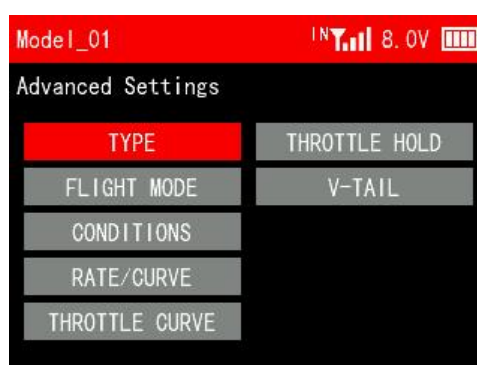 Model_01 IN 8.0V
Advanced Settings
TYPE THROTTLE HOLD
FLIGHT MODE V-TAIL
CONDITIONS
RATE/CURVE
THROTTLE CURVE